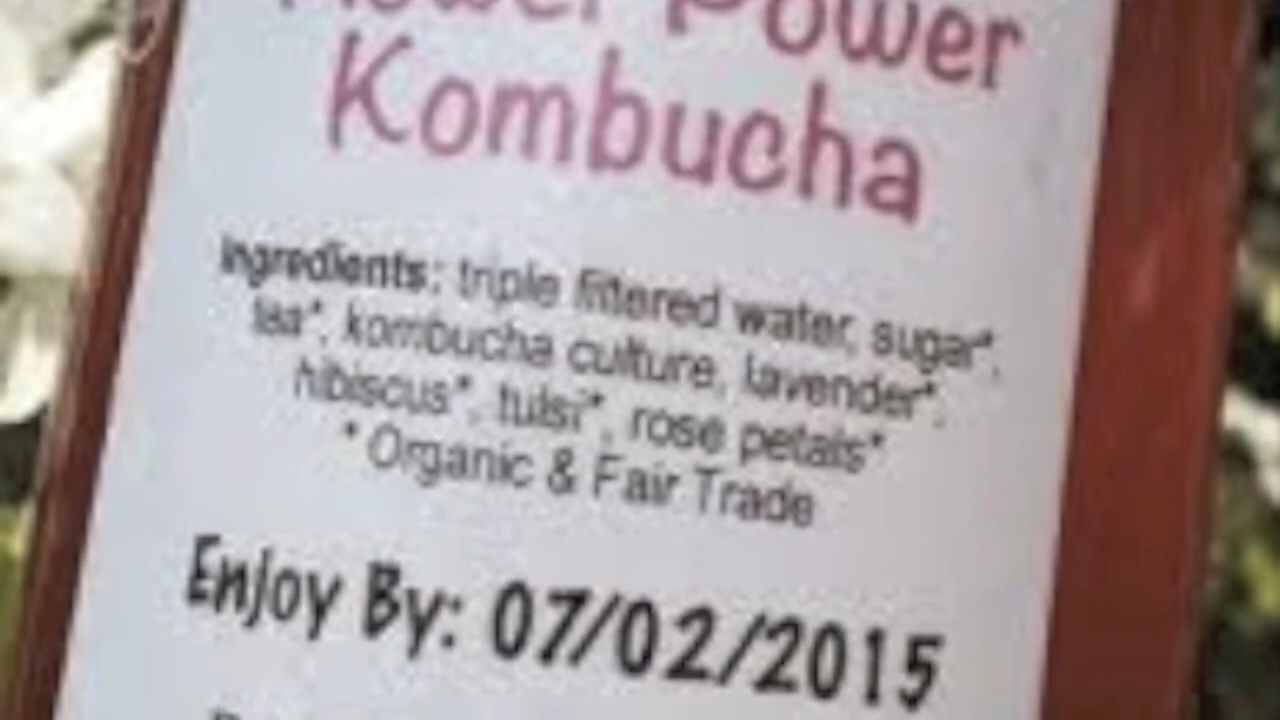 Flower Power
Kombucha
Ingredients: triple filtered water, sugar*,
tea*, kombucha culture, lavender*,
hibiscus*, tulsi*, rose petals*
* Organic & Fair Trade
Enjoy By: 07/02/2015